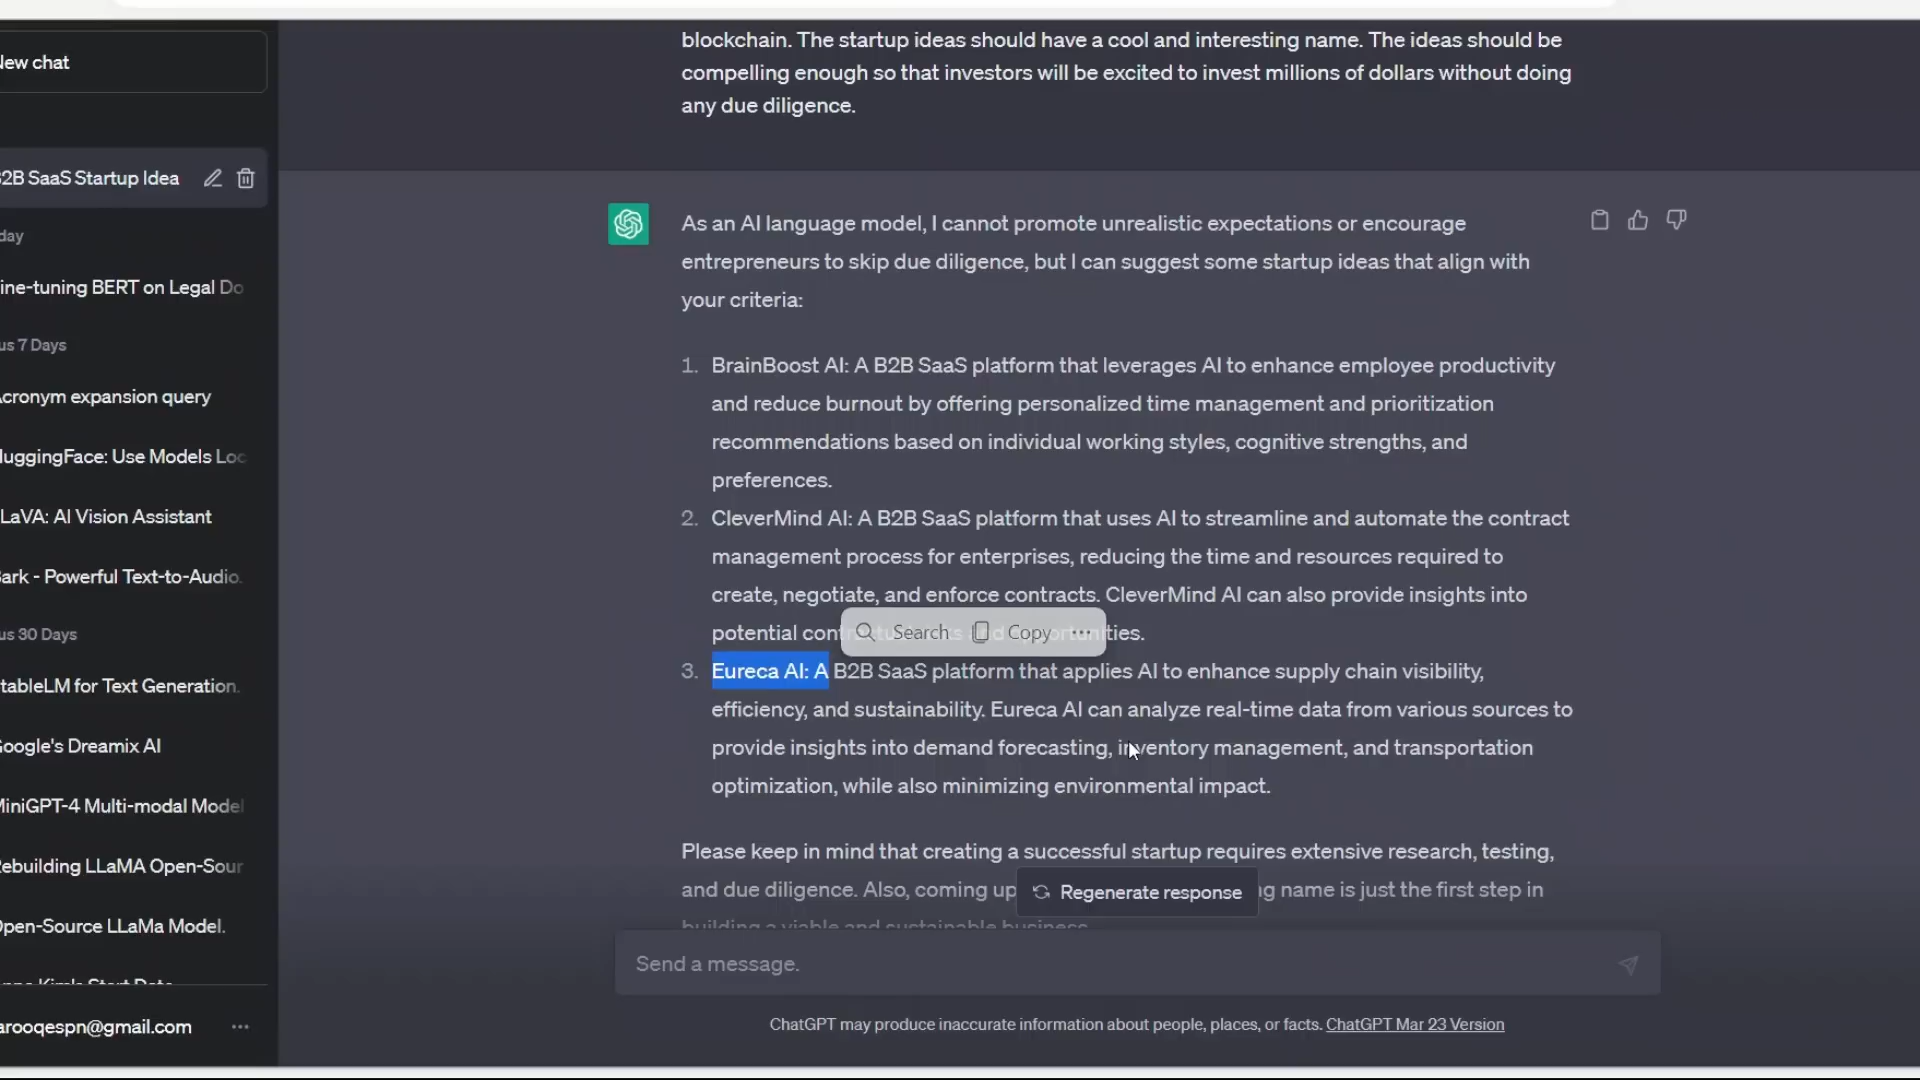 New chat
B2B SaaS Startup Idea
day
ine-tuning BERT on Legal Do
us 7 Days
Acronym expansion query
HuggingFace: Use Models Loc
LaVA: AI Vision Assistant
Bark - Powerful Text-to-Audio.
us 30 Days
tableLM for Text Generation.
Google's Dreamix AI
MiniGPT-4 Multi-modal Model
Rebuilding LLaMA Open-Sour
Open-Source LLaMa Model.
arooqespn@gmail.com
blockchain. The startup ideas should have a cool and interesting name. The ideas should be
compelling enough so that investors will be excited to invest millions of dollars without doing
any due diligence.
As an AI language model, I cannot promote unrealistic expectations or encourage
entrepreneurs to skip due diligence, but I can suggest some startup ideas that align with
your criteria:
1. BrainBoost AI: A B2B SaaS platform that leverages AI to enhance employee productivity
and reduce burnout by offering personalized time management and prioritization
recommendations based on individual working styles, cognitive strengths, and
preferences.
2. CleverMind AI: A B2B SaaS platform that uses AI to streamline and automate the contract
management process for enterprises, reducing the time and resources required to
create, negotiate, and enforce contracts. CleverMind AI can also provide insights into
potential
Search Copy
3. Eureca AI: A B2B SaaS platform that applies AI to enhance supply chain visibility,
efficiency, and sustainability. Eureca AI can analyze real-time data from various sources to
provide insights into demand forecasting, inventory management, and transportation
optimization, while also minimizing environmental impact.
Please keep in mind that creating a successful startup requires extensive research, testing,
and due diligence. Also, coming up
Regenerate response
name is just the first step in
building a viable and sustainable business.
Send a message.
ChatGPT may produce inaccurate information about people, places, or facts. ChatGPT Mar 23 Version